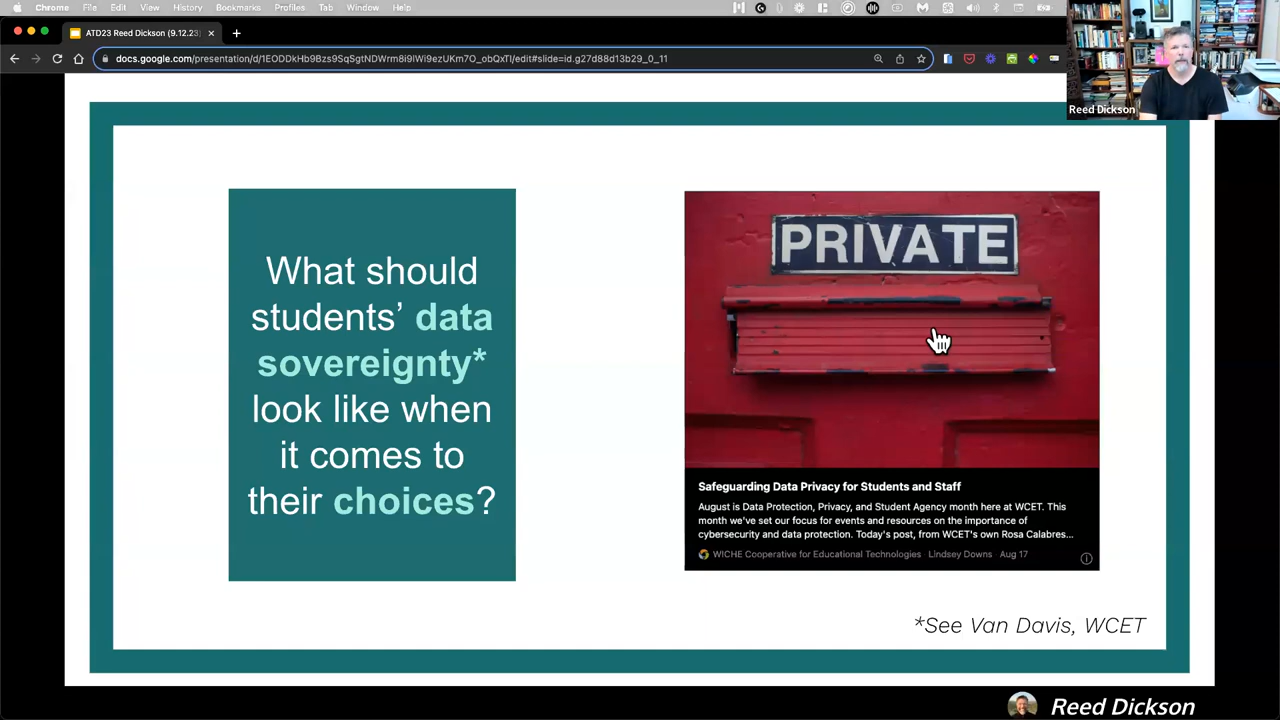 Chrome File Edit View History Bookmarks Profiles Tab Window Help
ATD23 Reed Dickson (9.12.23)
docs.google.com/presentation/d/1EODDkHb9Bzs9SqSgtNDWrm8i9IWi9ezUKm7O_obQxTI/edit#slide=id.g27d88d13b29_0_11
Reed Dickson
What should
students’ data
sovereignty*
look like when
it comes to
their choices?
PRIVATE
Safeguarding Data Privacy for Students and Staff
August is Data Protection, Privacy, and Student Agency month here at WCET. This
month we've set our focus for events and resources on the importance of
cybersecurity and data protection. Today's post, from WCET's own Rosa Calabres...
WICHE Cooperative for Educational Technologies · Lindsey Downs Aug 17
*See Van Davis, WCET
Reed Dickson